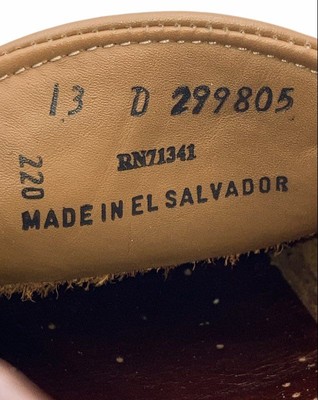 13 D 299805
RN71341
220
MADE IN EL SALVADOR